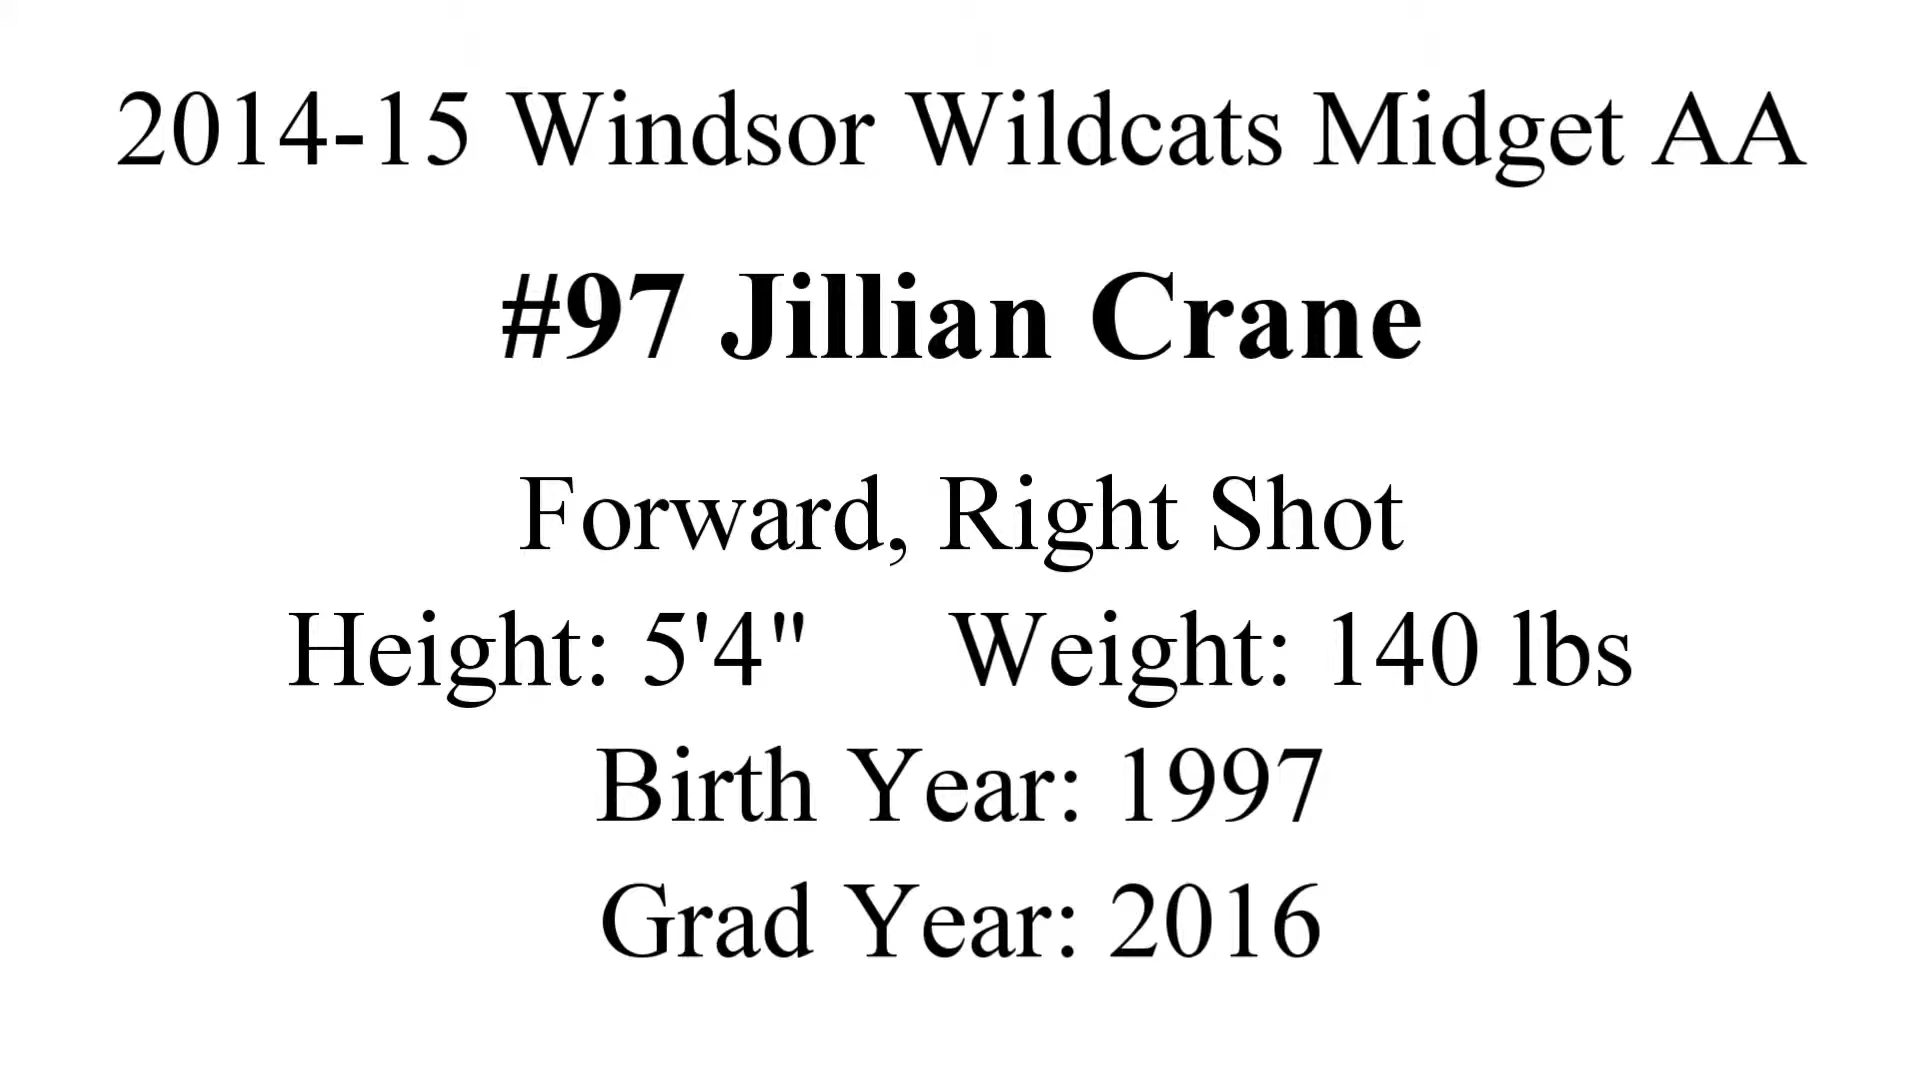 2014-15 Windsor Wildcats Midget AA
#97 Jillian Crane
Forward, Right Shot
Height: 5'4" Weight: 140 lbs
Birth Year: 1997
Grad Year: 2016